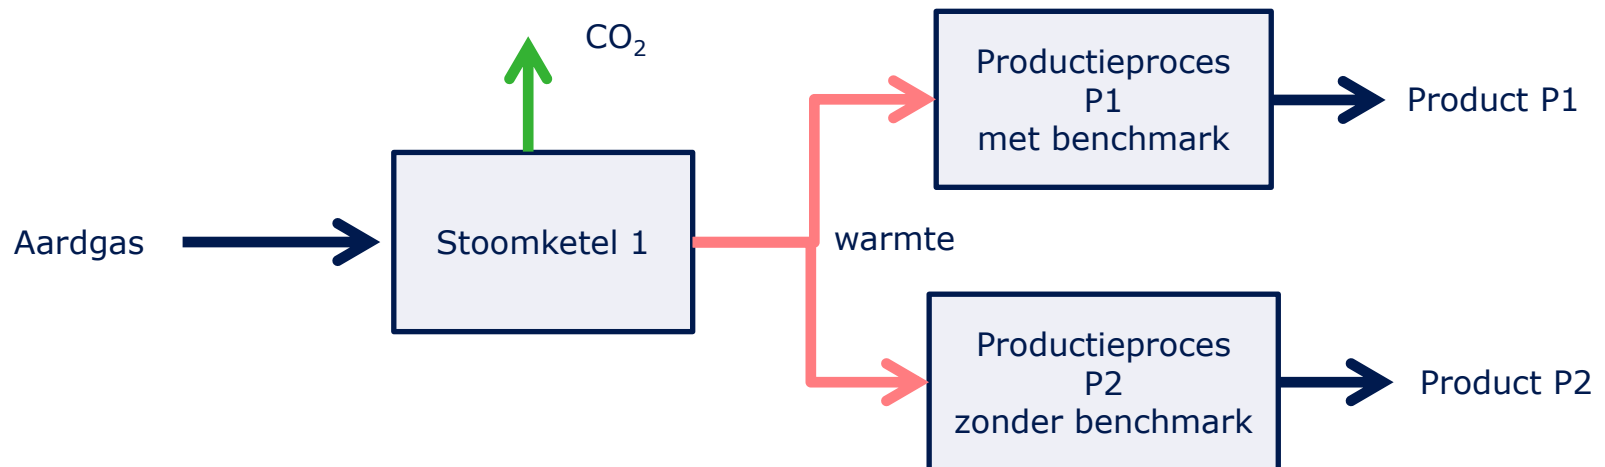 CO₂
Productieproces
P1
met benchmark
Product P1
Aardgas
Stoomketel 1
warmte
Productieproces
P2
zonder benchmark
Product P2